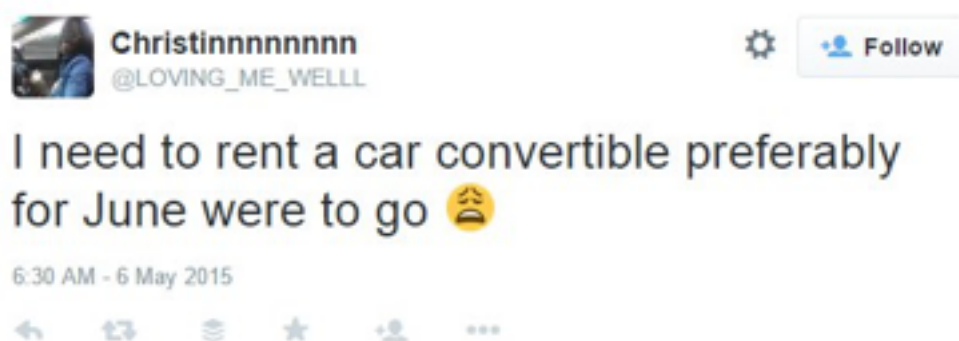 Christinnnnnnnn
@LOVING_ME_WELLL
Follow
I need to rent a car convertible preferably
for June were to go 😩
6:30 AM - 6 May 2015